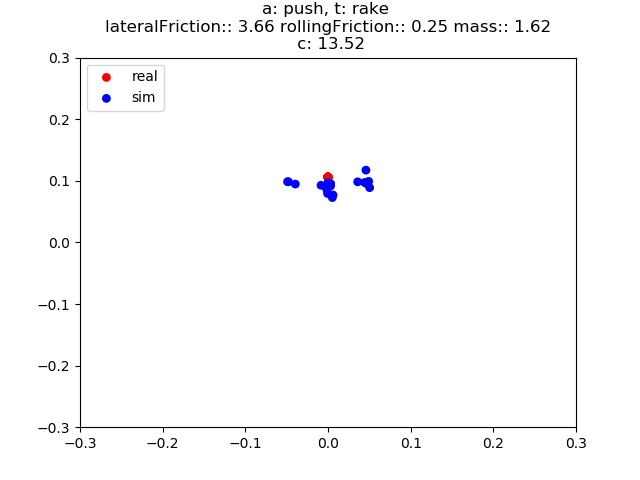 a: push, t: rake
lateralFriction:: 3.66 rollingFriction:: 0.25 mass:: 1.62
c: 13.52
real
sim
0.3
0.2
0.1
0.0
−0.1
−0.2
−0.3
−0.3
−0.2
−0.1
0.0
0.1
0.2
0.3